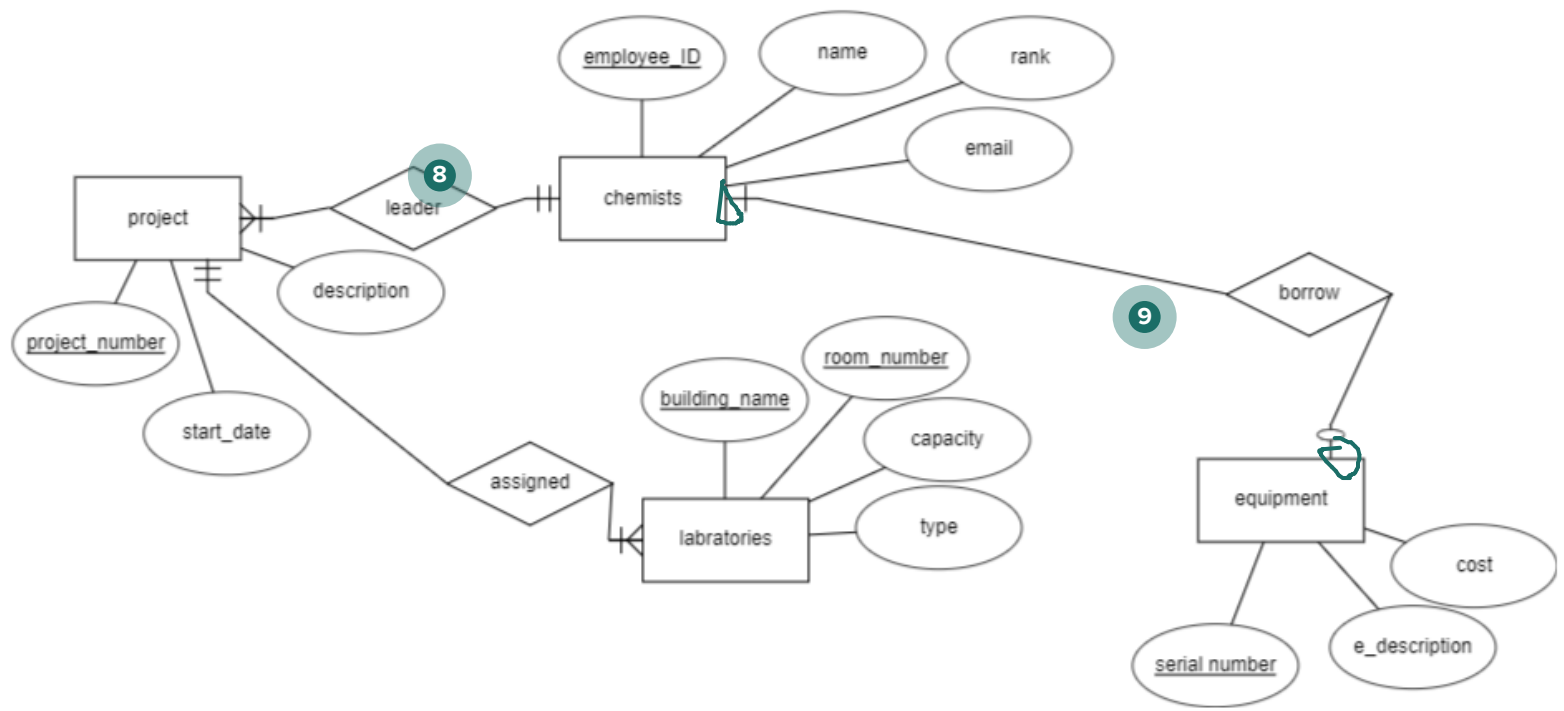 employee_ID
name
rank
email
8
leader
chemists
project
description
project_number
start_date
9
borrow
room_number
building_name
capacity
assigned
type
labratories
equipment
cost
e_description
serial number